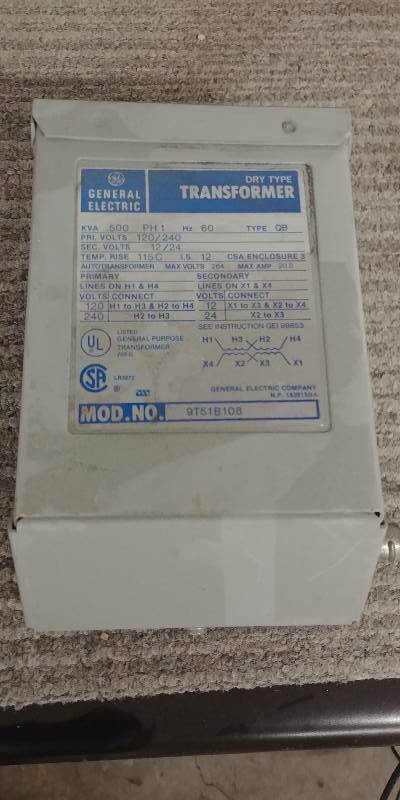 GE
GENERAL ELECTRIC
DRY TYPE
TRANSFORMER
KVA .500 PH 1 Hz 60 TYPE QB
PRI. VOLTS 120/240
SEC. VOLTS 12/24
TEMP. RISE 115C I.S. 12 CSA ENCLOSURE 3
AUTOTRANSFORMER MAX VOLTS 264 MAX AMP 20.8
PRIMARY SECONDARY
LINES ON H1 & H4 LINES ON X1 & X4
VOLTS CONNECT VOLTS CONNECT
120 H1 to H3 & H2 to H4 12 X1 to X3 & X2 to X4
240 H2 to H3 24 X2 to X3
SEE INSTRUCTION GEI 99853
UL
LISTED
GENERAL PURPOSE
TRANSFORMER
H1 H3 H2 H4
X4 X2 X3 X1
SA
GENERAL ELECTRIC COMPANY
MOD. NO. 9T51B108